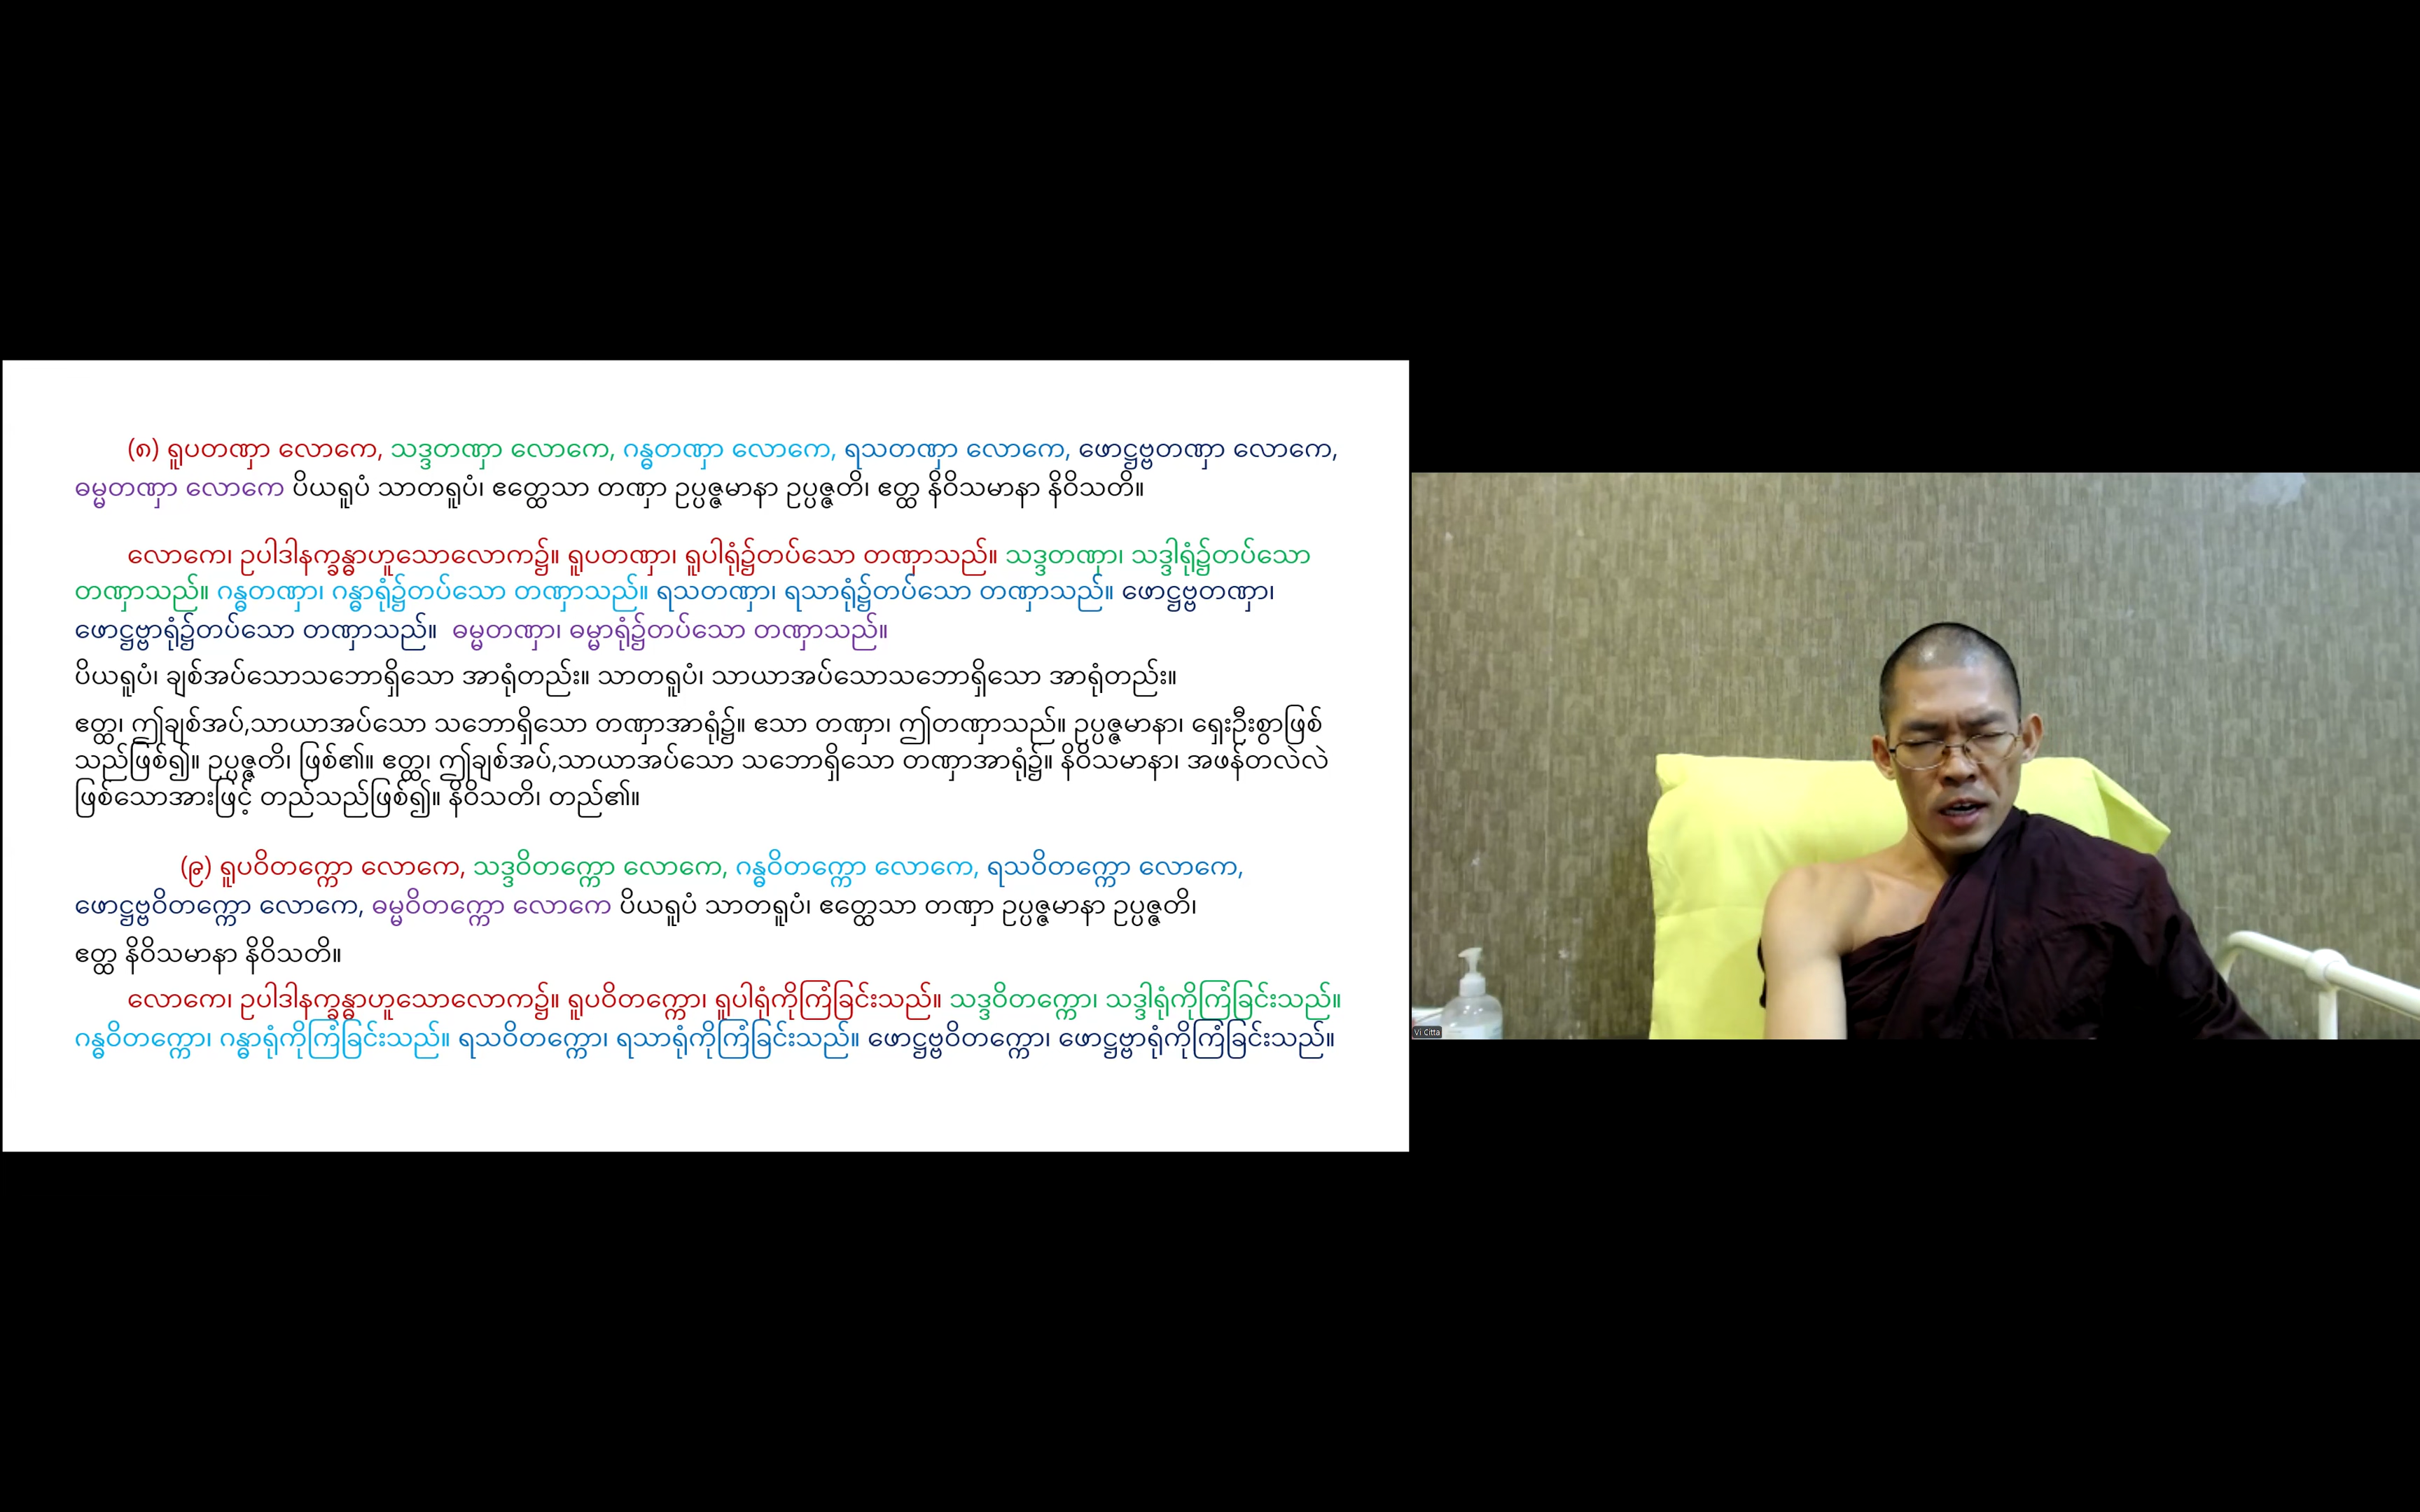 (၈) ရူပတဏှာ လောကေ, သဒ္ဒတဏှာ လောကေ, ဂန္ဓတဏှာ လောကေ, ရသတဏှာ လောကေ, ဖောဋ္ဌဗ္ဗတဏှာ လောကေ,
ဓမ္မတဏှာ လောကေ ပိယရူပံ သာတရူပံ၊ ဧတ္ထေသာ တဏှာ ဥပ္ပဇ္ဇမာနာ ဥပ္ပဇ္ဇတိ၊ ဧတ္ထ နိဝိသမာနာ နိဝိသတိ။
လောကေ၊ ဥပါဒါနက္ခန္ဓာဟူသောလောက၌။ ရူပတဏှာ၊ ရူပါရုံ၌တပ်သော တဏှာသည်။ သဒ္ဒတဏှာ၊ သဒ္ဒါရုံ၌တပ်သော
တဏှာသည်။ ဂန္ဓတဏှာ၊ ဂန္ဓာရုံ၌တပ်သော တဏှာသည်။ ရသတဏှာ၊ ရသာရုံ၌တပ်သော တဏှာသည်။ ဖောဋ္ဌဗ္ဗတဏှာ၊
ဖောဋ္ဌဗ္ဗာရုံ၌တပ်သော တဏှာသည်။ ဓမ္မတဏှာ၊ ဓမ္မာရုံ၌တပ်သော တဏှာသည်။
ပိယရူပံ၊ ချစ်အပ်သောသဘောရှိသော အာရုံတည်း။ သာတရူပံ၊ သာယာအပ်သောသဘောရှိသော အာရုံတည်း။
ဧတ္ထ၊ ဤချစ်အပ်,သာယာအပ်သော သဘောရှိသော တဏှာအာရုံ၌။ ဧသာ တဏှာ၊ ဤတဏှာသည်။ ဥပ္ပဇ္ဇမာနာ၊ ရှေးဦးစွာဖြစ်
သည်ဖြစ်၍။ ဥပ္ပဇ္ဇတိ၊ ဖြစ်၏။ ဧတ္ထ၊ ဤချစ်အပ်,သာယာအပ်သော သဘောရှိသော တဏှာအာရုံ၌။ နိဝိသမာနာ၊ အဖန်တလဲလဲ
ဖြစ်သောအားဖြင့် တည်သည်ဖြစ်၍။ နိဝိသတိ၊ တည်၏။
(၉) ရူပဝိတက္ကော လောကေ, သဒ္ဒဝိတက္ကော လောကေ, ဂန္ဓဝိတက္ကော လောကေ, ရသဝိတက္ကော လောကေ,
ဖောဋ္ဌဗ္ဗဝိတက္ကော လောကေ, ဓမ္မဝိတက္ကော လောကေ ပိယရူပံ သာတရူပံ၊ ဧတ္ထေသာ တဏှာ ဥပ္ပဇ္ဇမာနာ ဥပ္ပဇ္ဇတိ၊
ဧတ္ထ နိဝိသမာနာ နိဝိသတိ။
လောကေ၊ ဥပါဒါနက္ခန္ဓာဟူသောလောက၌။ ရူပဝိတက္ကော၊ ရူပါရုံကိုကြံခြင်းသည်။ သဒ္ဒဝိတက္ကော၊ သဒ္ဒါရုံကိုကြံခြင်းသည်။
ဂန္ဓဝိတက္ကော၊ ဂန္ဓာရုံကိုကြံခြင်းသည်။ ရသဝိတက္ကော၊ ရသာရုံကိုကြံခြင်းသည်။ ဖောဋ္ဌဗ္ဗဝိတက္ကော၊ ဖောဋ္ဌဗ္ဗာရုံကိုကြံခြင်းသည်။
Vi Citta